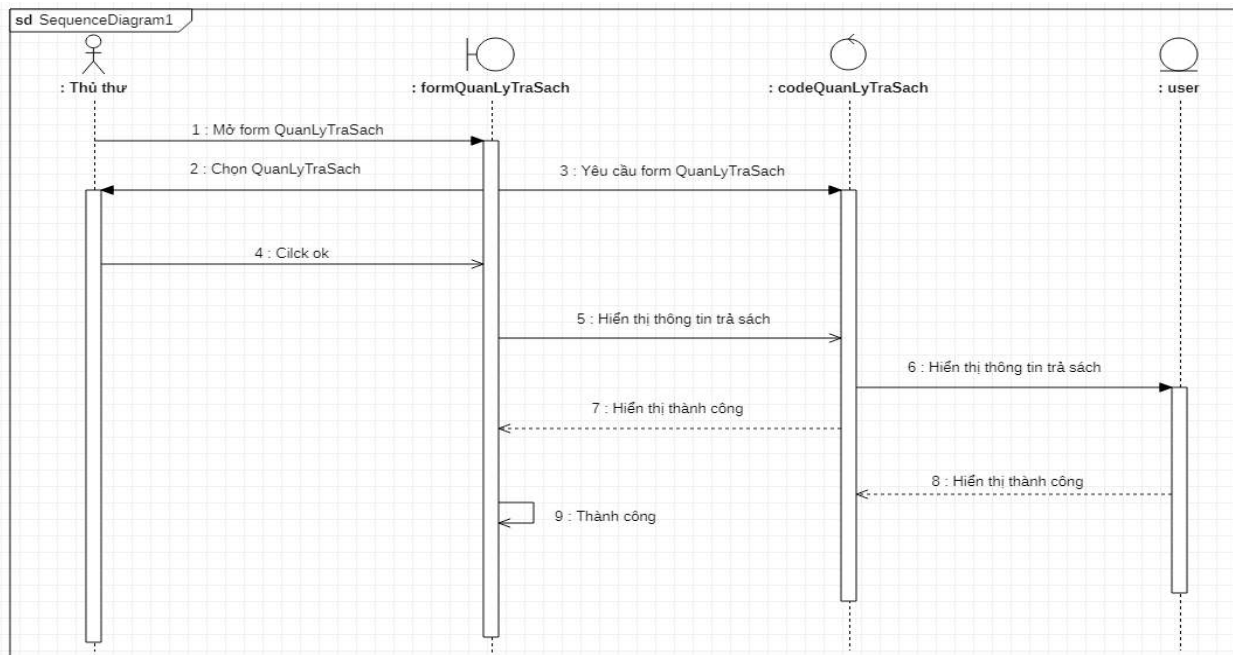 sd SequenceDiagram1
: Thủ thư
: formQuanLyTraSach
: codeQuanLyTraSach
: user
1 : Mở form QuanLyTraSach
2 : Chọn QuanLyTraSach
3 : Yêu cầu form QuanLyTraSach
4 : Cilck ok
5 : Hiển thị thông tin trả sách
6 : Hiển thị thông tin trả sách
7 : Hiển thị thành công
8 : Hiển thị thành công
9 : Thành công